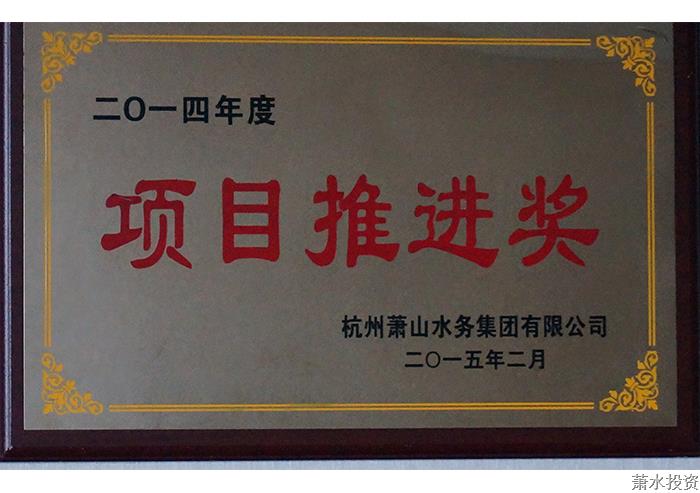 二〇一四年度
项目推进奖
杭州萧山水务集团有限公司
二〇一五年二月
萧水投资